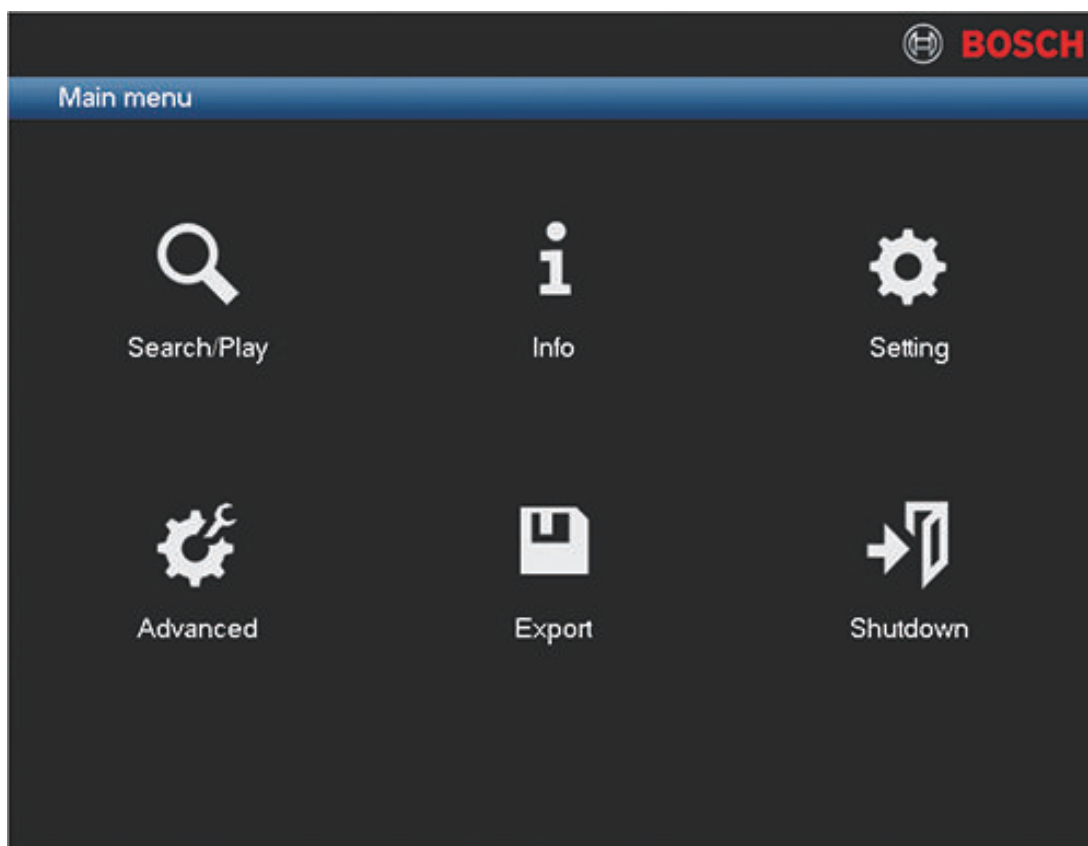 BOSCH
Main menu
Search/Play
Info
Setting
Advanced
Export
Shutdown